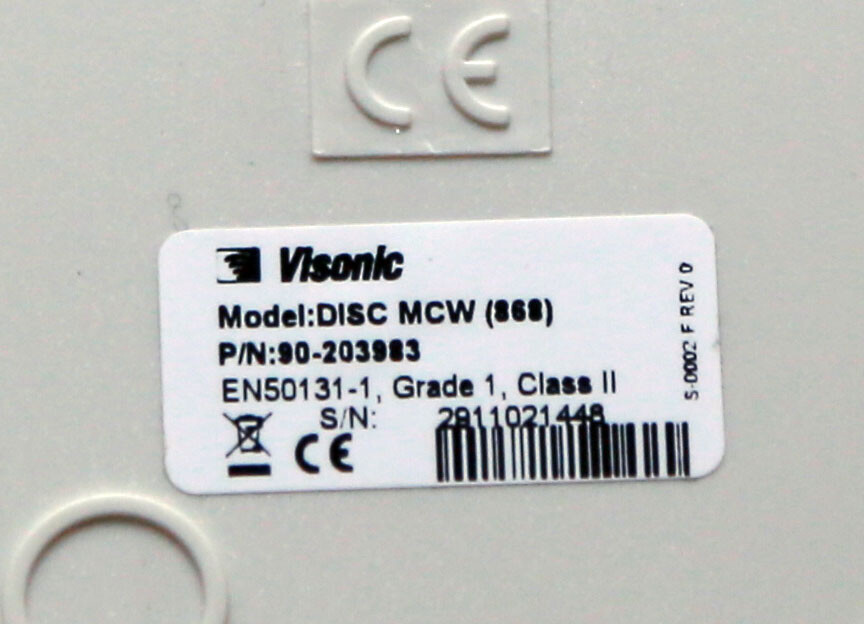 CE
Visonic
Model:DISC MCW (868)
P/N:90-203983
EN50131-1, Grade 1, Class II
S/N: 2811021448
CE
S-0002 F REV 0